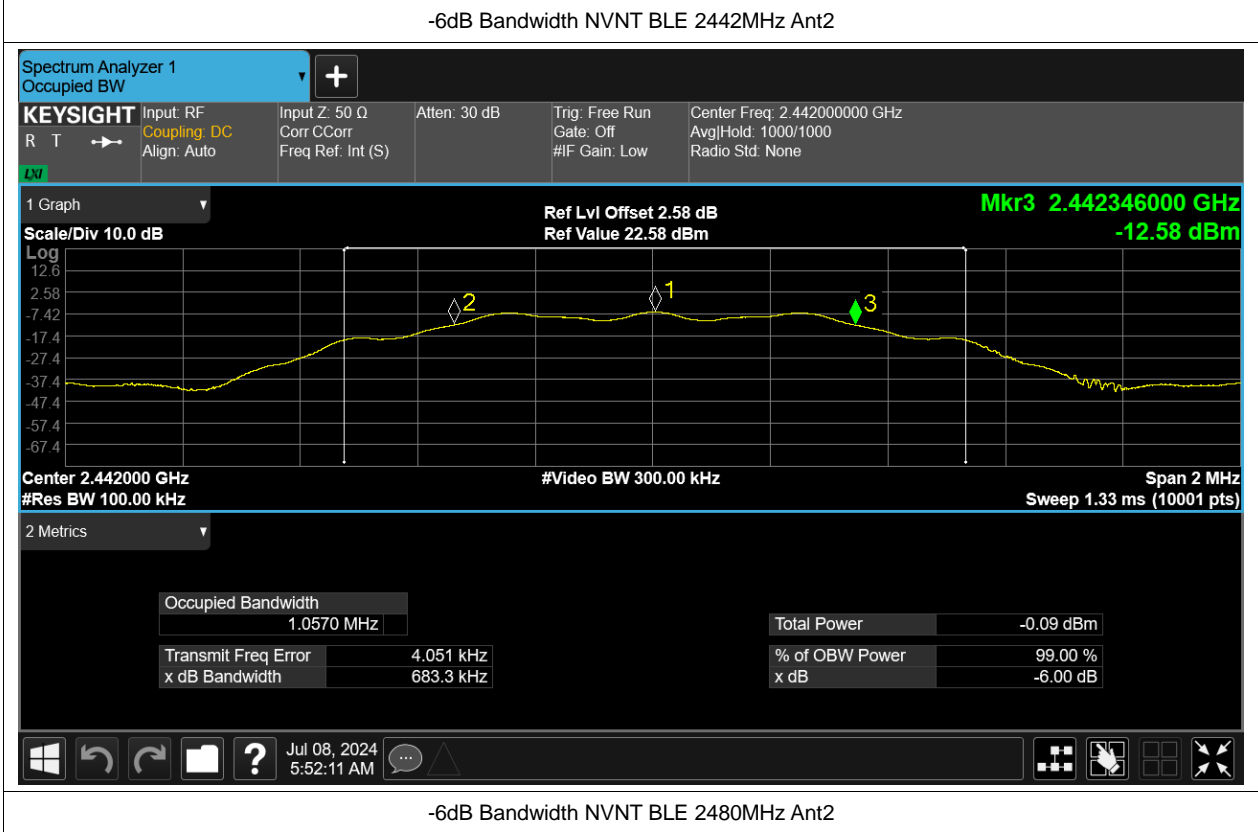 -6dB Bandwidth NVNT BLE 2442MHz Ant2
Spectrum Analyzer 1
Occupied BW
KEYSIGHT
R T
LXI
Input: RF
Coupling: DC
Align: Auto
Input Z: 50 Ω
Corr CCorr
Freq Ref: Int (S)
Atten: 30 dB
Trig: Free Run
Gate: Off
#IF Gain: Low
Center Freq: 2.442000000 GHz
Avg|Hold: 1000/1000
Radio Std: None
1 Graph
Scale/Div 10.0 dB
Ref Lvl Offset 2.58 dB
Ref Value 22.58 dBm
Mkr3 2.442346000 GHz
-12.58 dBm
Log
12.6
2.58
-7.42
-17.4
-27.4
-37.4
-47.4
-57.4
-67.4
2
1
3
Center 2.442000 GHz
#Res BW 100.00 kHz
#Video BW 300.00 kHz
Span 2 MHz
Sweep 1.33 ms (10001 pts)
2 Metrics
Occupied Bandwidth
1.0570 MHz
Transmit Freq Error 4.051 kHz
x dB Bandwidth 683.3 kHz
Total Power -0.09 dBm
% of OBW Power 99.00 %
x dB -6.00 dB
Jul 08, 2024
5:52:11 AM
-6dB Bandwidth NVNT BLE 2480MHz Ant2